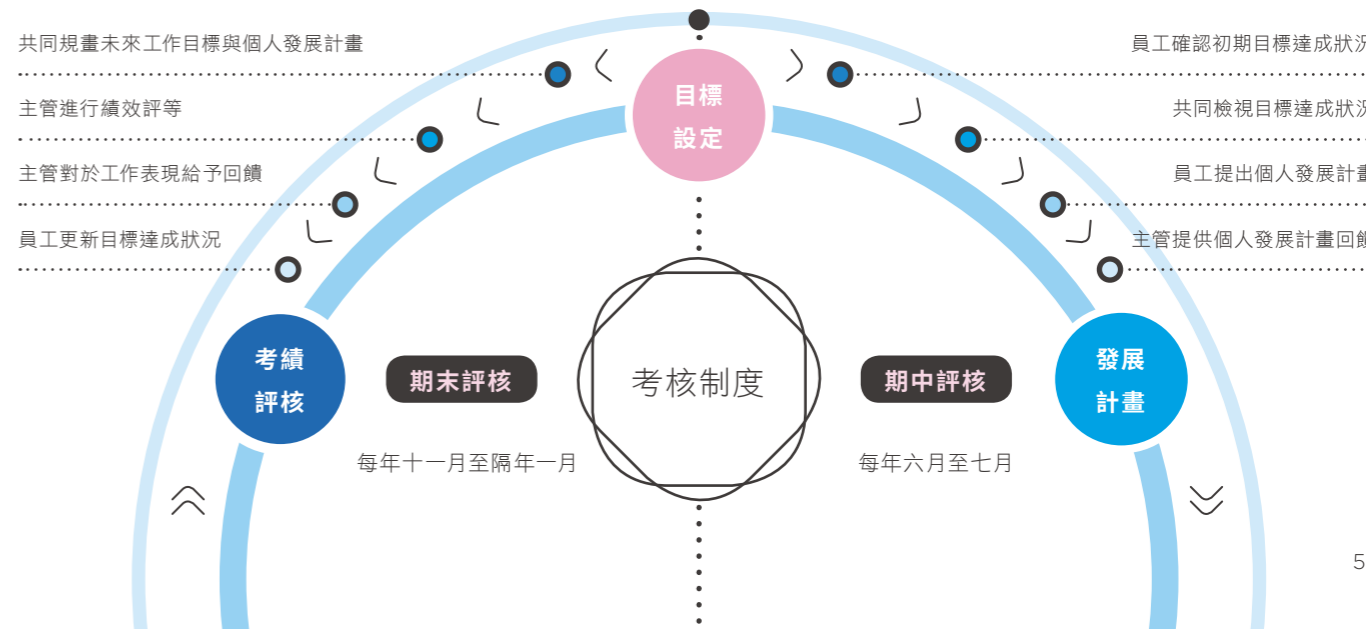 共同規畫未來工作目標與個人發展計畫
主管進行績效評等
主管對於工作表現給予回饋
員工更新目標達成狀況
目標
設定
員工確認初期目標達成狀況
共同檢視目標達成狀況
員工提出個人發展計畫
主管提供個人發展計畫回饋
考績
評核
期末評核
每年十一月至隔年一月
考核制度
期中評核
每年六月至七月
發展
計畫
5